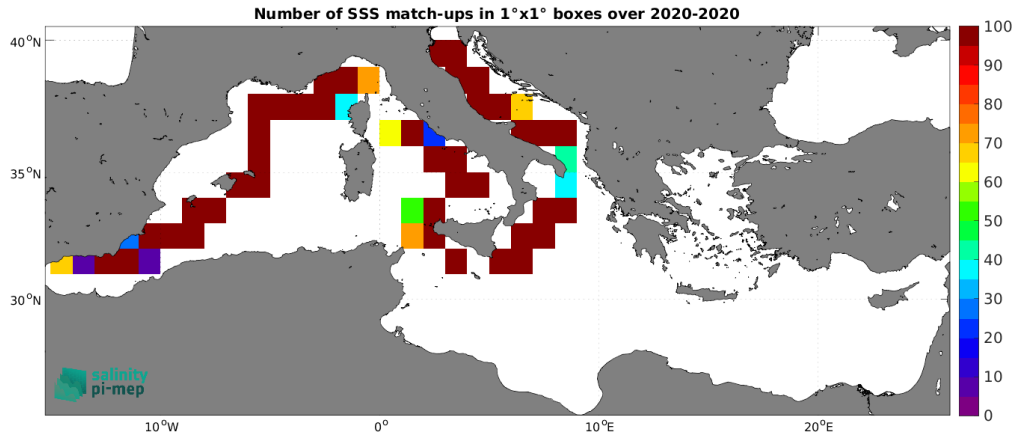 Number of SSS match-ups in 1°x1° boxes over 2020-2020
40°N
35°N
30°N
10°W
0°
10°E
20°E
100
90
80
70
60
50
40
30
20
10
0
salinity
pi-mep